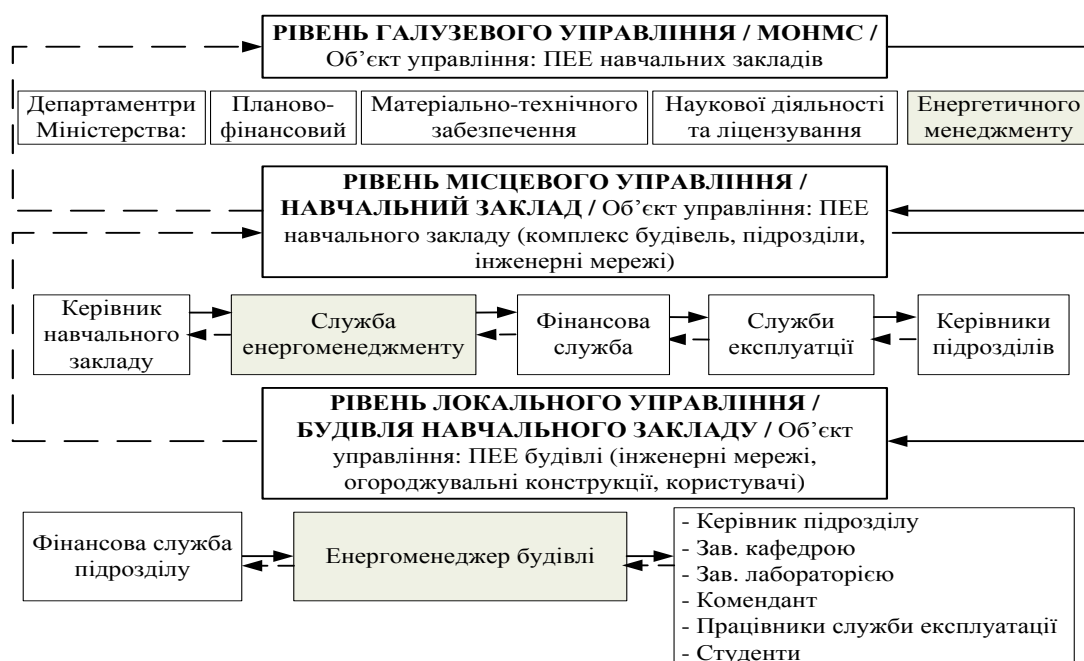 РІВЕНЬ ГАЛУЗЕВОГО УПРАВЛІННЯ / МОНМС /
Об’єкт управління: ПЕЕ навчальних закладів
Департаментри
Міністерства:
Планово-
фінансовий
Матеріально-технічного
забезпечення
Наукової діяльності
та ліцензування
Енергетичного
менеджменту
РІВЕНЬ МІСЦЕВОГО УПРАВЛІННЯ /
НАВЧАЛЬНИЙ ЗАКЛАД / Об’єкт управління: ПЕЕ
навчального закладу (комплекс будівель, підрозділи,
інженерні мережі)
Керівник
навчального
закладу
Служба
енергоменеджменту
Фінансова
служба
Служби
експлуатції
Керівники
підрозділів
РІВЕНЬ ЛОКАЛЬНОГО УПРАВЛІННЯ /
БУДІВЛЯ НАВЧАЛЬНОГО ЗАКЛАДУ / Об’єкт
управління: ПЕЕ будівлі (інженерні мережі,
огороджувальні конструкції, користувачі)
Фінансова служба
підрозділу
Енергоменеджер будівлі
- Керівник підрозділу
- Зав. кафедрою
- Зав. лабораторією
- Комендант
- Працівники служби експлуатації
- Студенти